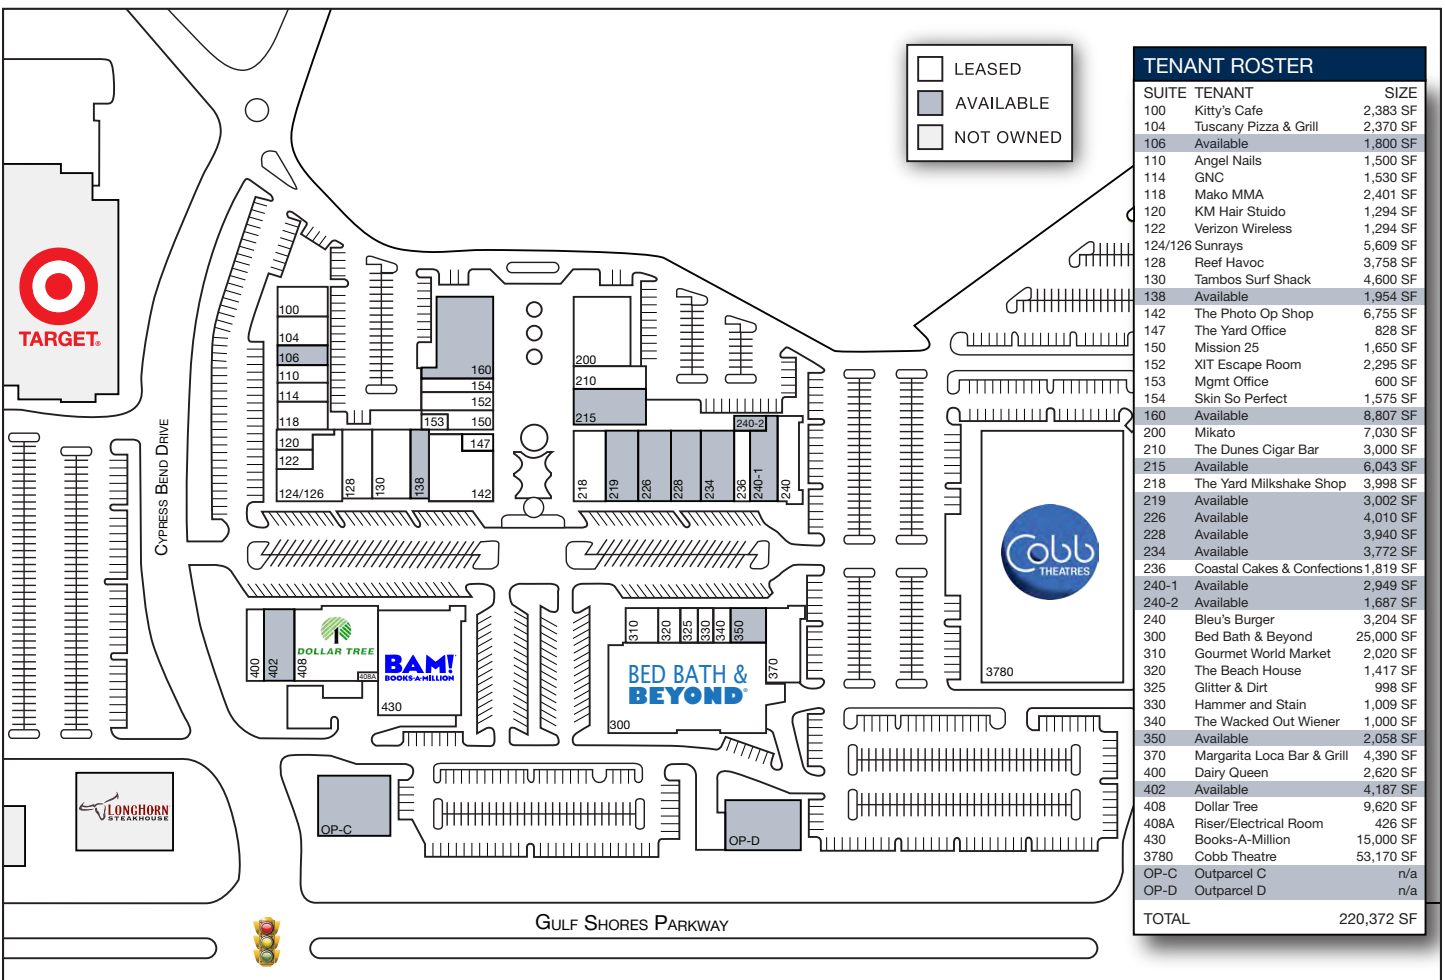 LEASED
AVAILABLE
NOT OWNED
TENANT ROSTER
SUITE TENANT SIZE
100 Kitty's Cafe 2,383 SF
104 Tuscany Pizza & Grill 2,370 SF
106 Available 1,800 SF
110 Angel Nails 1,500 SF
114 GNC 1,530 SF
118 Mako MMA 2,401 SF
120 KM Hair Stuido 1,294 SF
122 Verizon Wireless 1,294 SF
124/126 Sunrays 5,609 SF
128 Reef Havoc 3,758 SF
130 Tambos Surf Shack 4,600 SF
138 Available 1,954 SF
142 The Photo Op Shop 6,755 SF
147 The Yard Office 828 SF
150 Mission 25 1,650 SF
152 XIT Escape Room 2,295 SF
153 Mgmt Office 600 SF
154 Skin So Perfect 1,575 SF
160 Available 8,807 SF
200 Mikato 7,030 SF
210 The Dunes Cigar Bar 3,000 SF
215 Available 6,043 SF
218 The Yard Milkshake Shop 3,998 SF
219 Available 3,002 SF
226 Available 4,010 SF
228 Available 3,940 SF
234 Available 3,772 SF
236 Coastal Cakes & Confections 1,819 SF
240-1 Available 2,949 SF
240-2 Available 1,687 SF
240 Bleu's Burger 3,204 SF
300 Bed Bath & Beyond 25,000 SF
310 Gourmet World Market 2,020 SF
320 The Beach House 1,417 SF
325 Glitter & Dirt 998 SF
330 Hammer and Stain 1,009 SF
340 The Wacked Out Wiener 1,000 SF
350 Available 2,058 SF
370 Margarita Loca Bar & Grill 4,390 SF
400 Dairy Queen 2,620 SF
402 Available 4,187 SF
408 Dollar Tree 9,620 SF
408A Riser/Electrical Room 426 SF
430 Books-A-Million 15,000 SF
3780 Cobb Theatre 53,170 SF
OP-C Outparcel C n/a
OP-D Outparcel D n/a
TOTAL 220,372 SF
TARGET
CYPRESS BEND DRIVE
100
104
106
110
114
118
120
122
124/126
128
130
138
142
147
150
153
152
154
160
200
210
215
218
219
226
228
234
236
240-1
240-2
240
Cobb
THEATRES
3780
400
402
408
DOLLAR TREE
408A
BAM!
BOOKS-A-MILLION
430
310
320
325
330
340
350
370
BED BATH &
BEYOND
300
LONGHORN
STEAKHOUSE
OP-C
OP-D
GULF SHORES PARKWAY